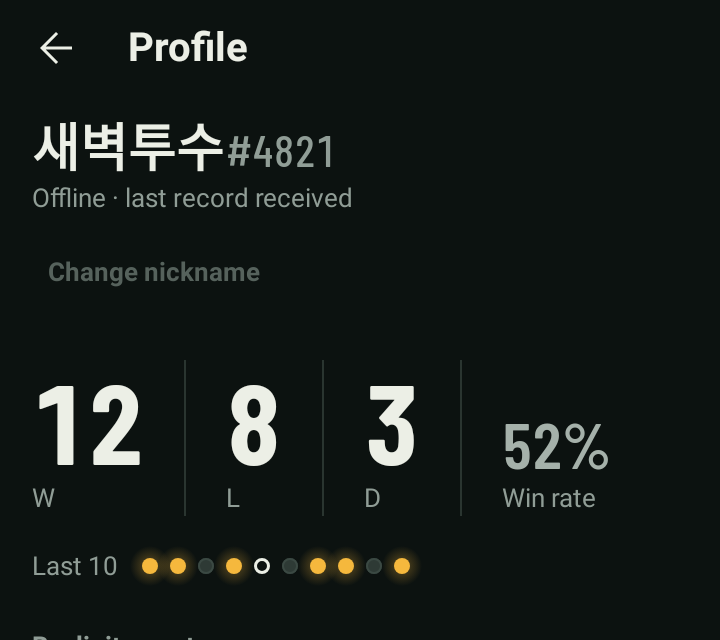 Profile
새벽투수#4821
Offline · last record received
Change nickname
12 8 3 52%
W L D Win rate
Last 10